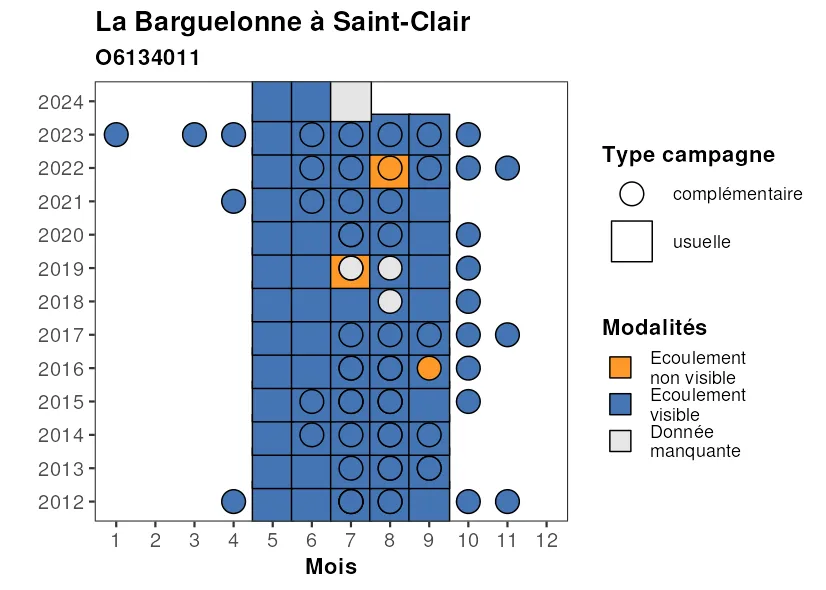 La Barguelonne à Saint-Clair
O6134011
2024
2023
2022
2021
2020
2019
2018
2017
2016
2015
2014
2013
2012
1 2 3 4 5 6 7 8 9 10 11 12
Mois
Type campagne
complémentaire
usuelle
Modalités
Ecoulement
non visible
Ecoulement
visible
Donnée
manquante